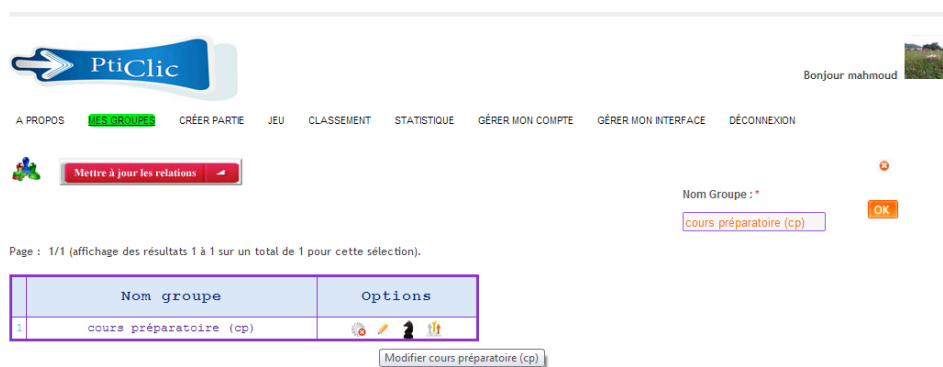 PtiClic
Bonjour mahmoud
A PROPOS MES GROUPES CRÉER PARTIE JEU CLASSEMENT STATISTIQUE GÉRER MON COMPTE GÉRER MON INTERFACE DÉCONNEXION
Mettre à jour les relations
Nom Groupe : *
cours préparatoire (cp) OK
Page : 1/1 (affichage des résultats 1 à 1 sur un total de 1 pour cette sélection).
Nom groupe Options
1 cours préparatoire (cp)
Modifier cours préparatoire (cp)